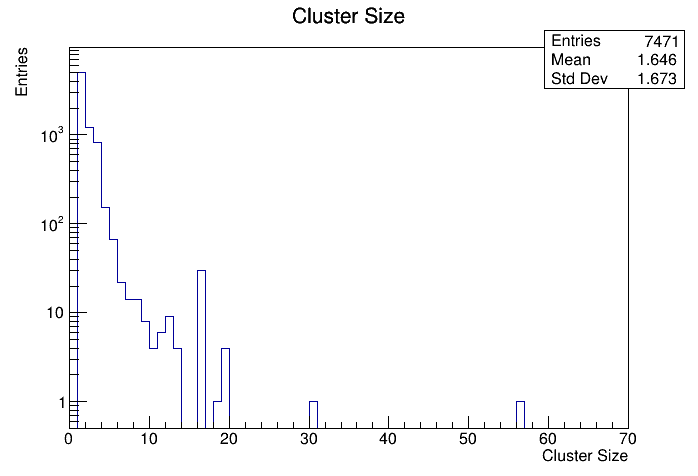 Cluster Size
Entries 7471
Mean 1.646
Std Dev 1.673
Entries
10³
10²
10
1
0 10 20 30 40 50 60 70
Cluster Size